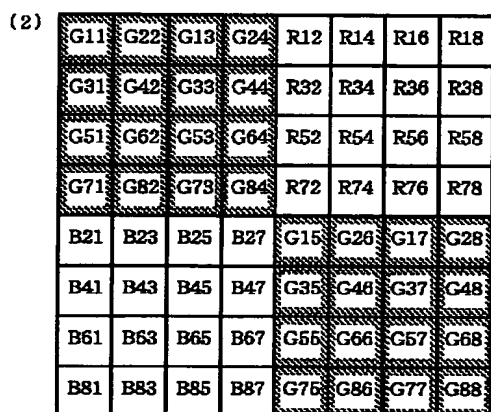 (2)
G11 G22 G13 G24 R12 R14 R16 R18
G31 G42 G33 G44 R32 R34 R36 R38
G51 G62 G53 G64 R52 R54 R56 R58
G71 G82 G73 G84 R72 R74 R76 R78
B21 B23 B25 B27 G15 G26 G17 G28
B41 B43 B45 B47 G35 G46 G37 G48
B61 B63 B65 B67 G55 G66 G57 G68
B81 B83 B85 B87 G75 G86 G77 G88